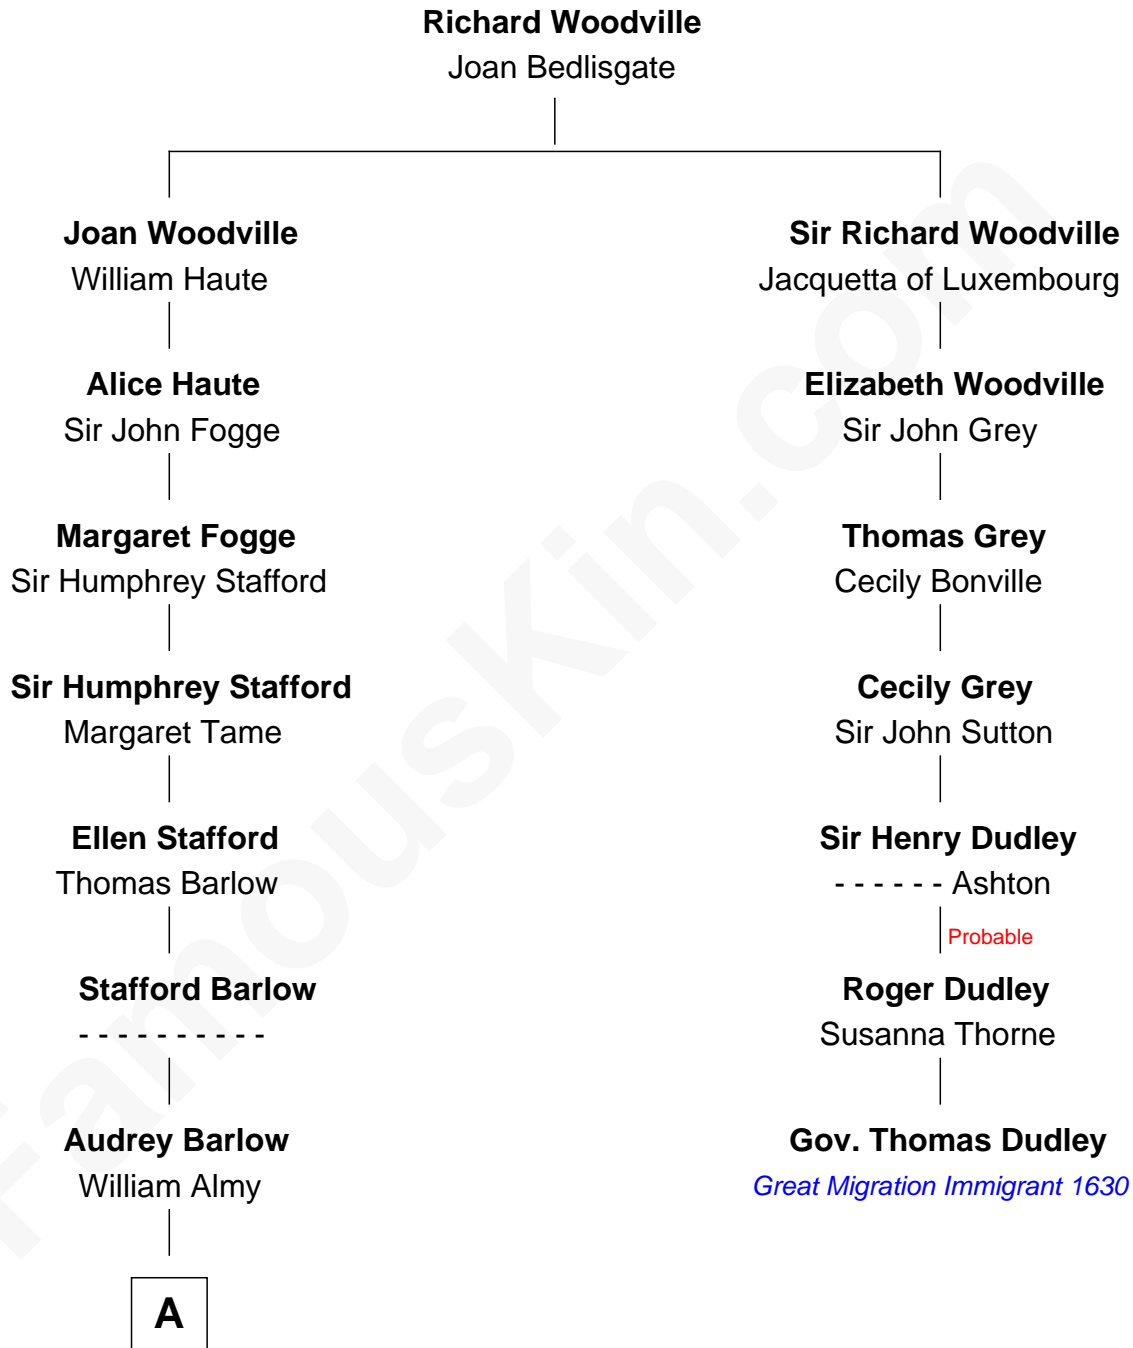 Richard Woodville
Joan Bedlisgate
Joan Woodville
William Haute
Sir Richard Woodville
Jacquetta of Luxembourg
Alice Haute
Sir John Fogge
Elizabeth Woodville
Sir John Grey
Margaret Fogge
Sir Humphrey Stafford
Thomas Grey
Cecily Bonville
Sir Humphrey Stafford
Margaret Tame
Cecily Grey
Sir John Sutton
Ellen Stafford
Thomas Barlow
Sir Henry Dudley
- - - - - - Ashton
Probable
Stafford Barlow
- - - - - - - - - -
Roger Dudley
Susanna Thorne
Audrey Barlow
William Almy
Gov. Thomas Dudley
Great Migration Immigrant 1630
A
FamousKin.com